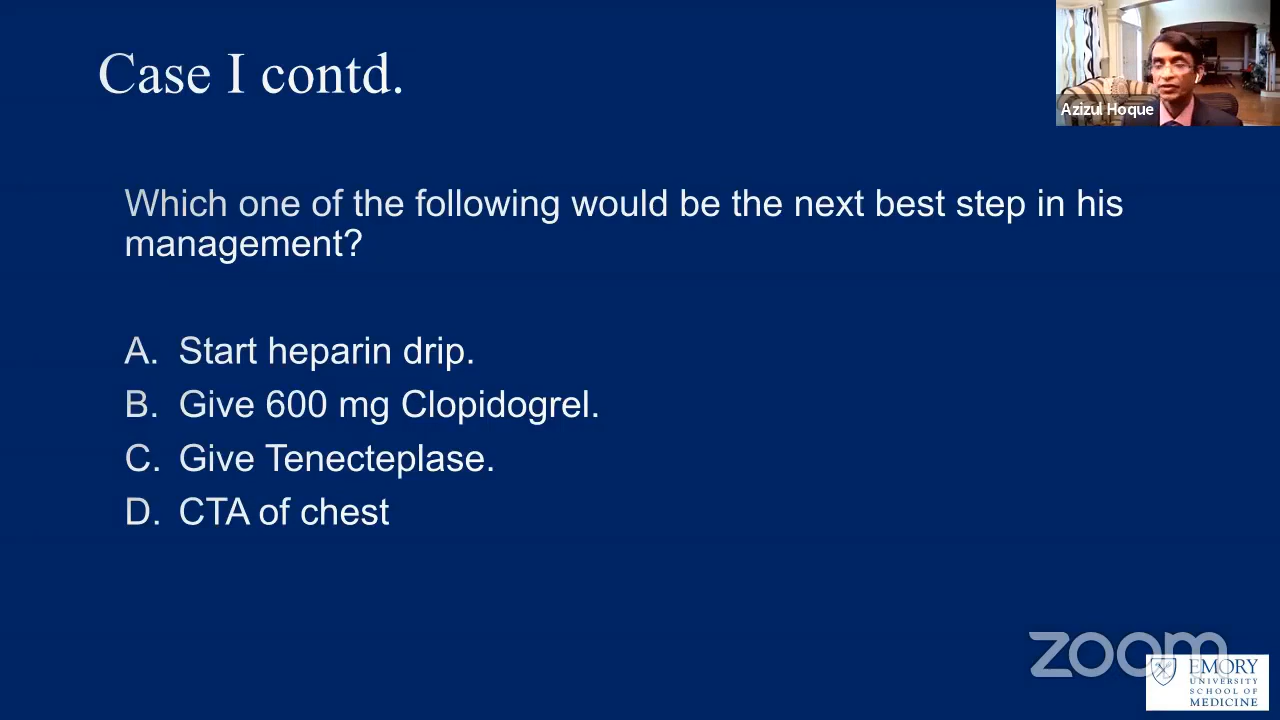 Case I contd.
Azizul Hoque
Which one of the following would be the next best step in his
management?
A. Start heparin drip.
B. Give 600 mg Clopidogrel.
C. Give Tenecteplase.
D. CTA of chest
zoom
EMORY
UNIVERSITY
SCHOOL OF
MEDICINE